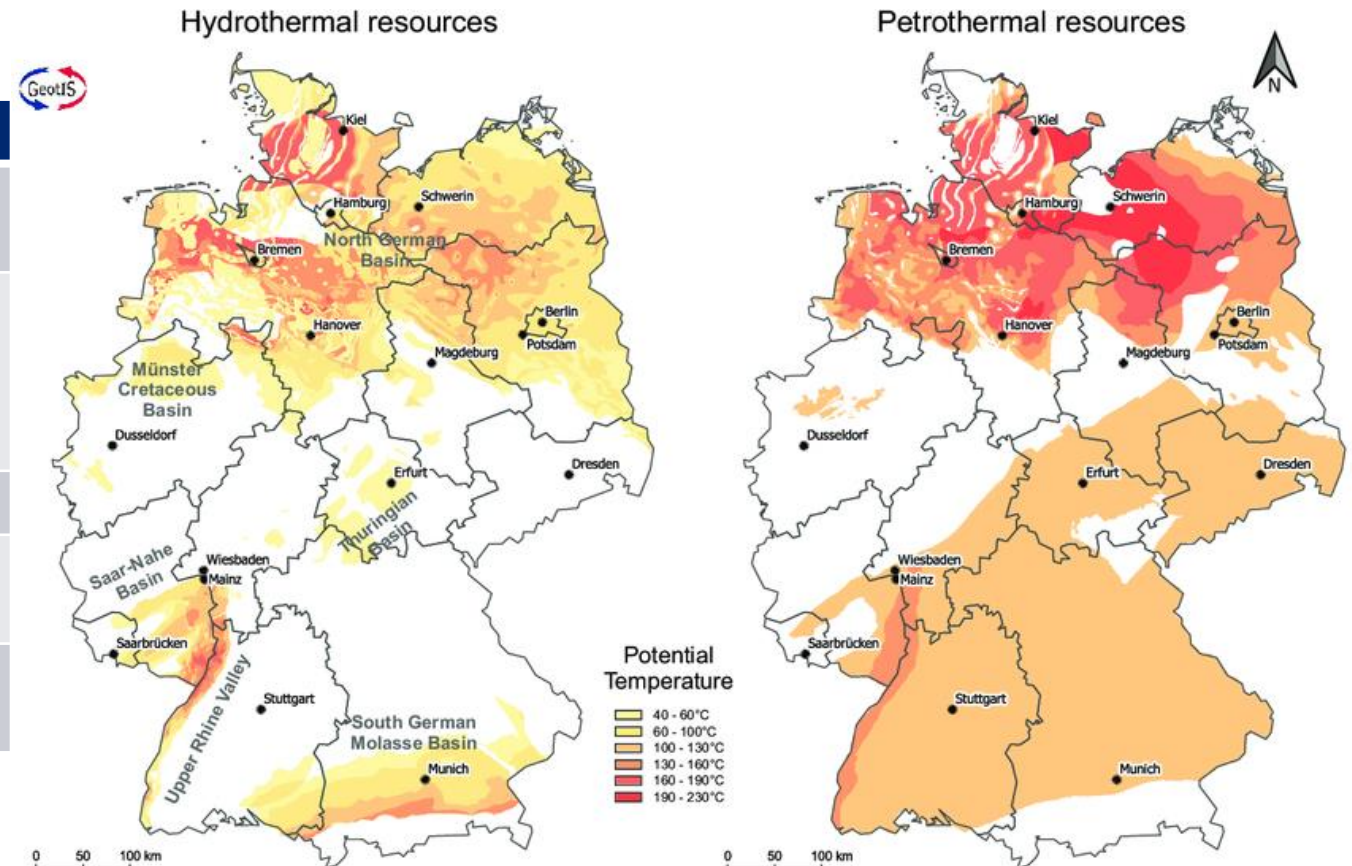 Hydrothermal resources
Petrothermal resources
GeotIS
N
Kiel
Hamburg
Schwerin
North German
Basin
Bremen
Hanover
Berlin
Potsdam
Magdeburg
Münster
Cretaceous
Basin
Dusseldorf
Erfurt
Dresden
Thuringian
Basin
Wiesbaden
Mainz
Saar-Nahe
Basin
Saarbrücken
Upper Rhine Valley
Stuttgart
South German
Molasse Basin
Munich
0 50 100 km
Potential
Temperature
40 - 60°C
60 - 100°C
100 - 130°C
130 - 160°C
160 - 190°C
190 - 230°C
Kiel
Hamburg
Schwerin
Bremen
Hanover
Berlin
Potsdam
Magdeburg
Dusseldorf
Erfurt
Dresden
Wiesbaden
Mainz
Saarbrücken
Stuttgart
Munich
0 50 100 km